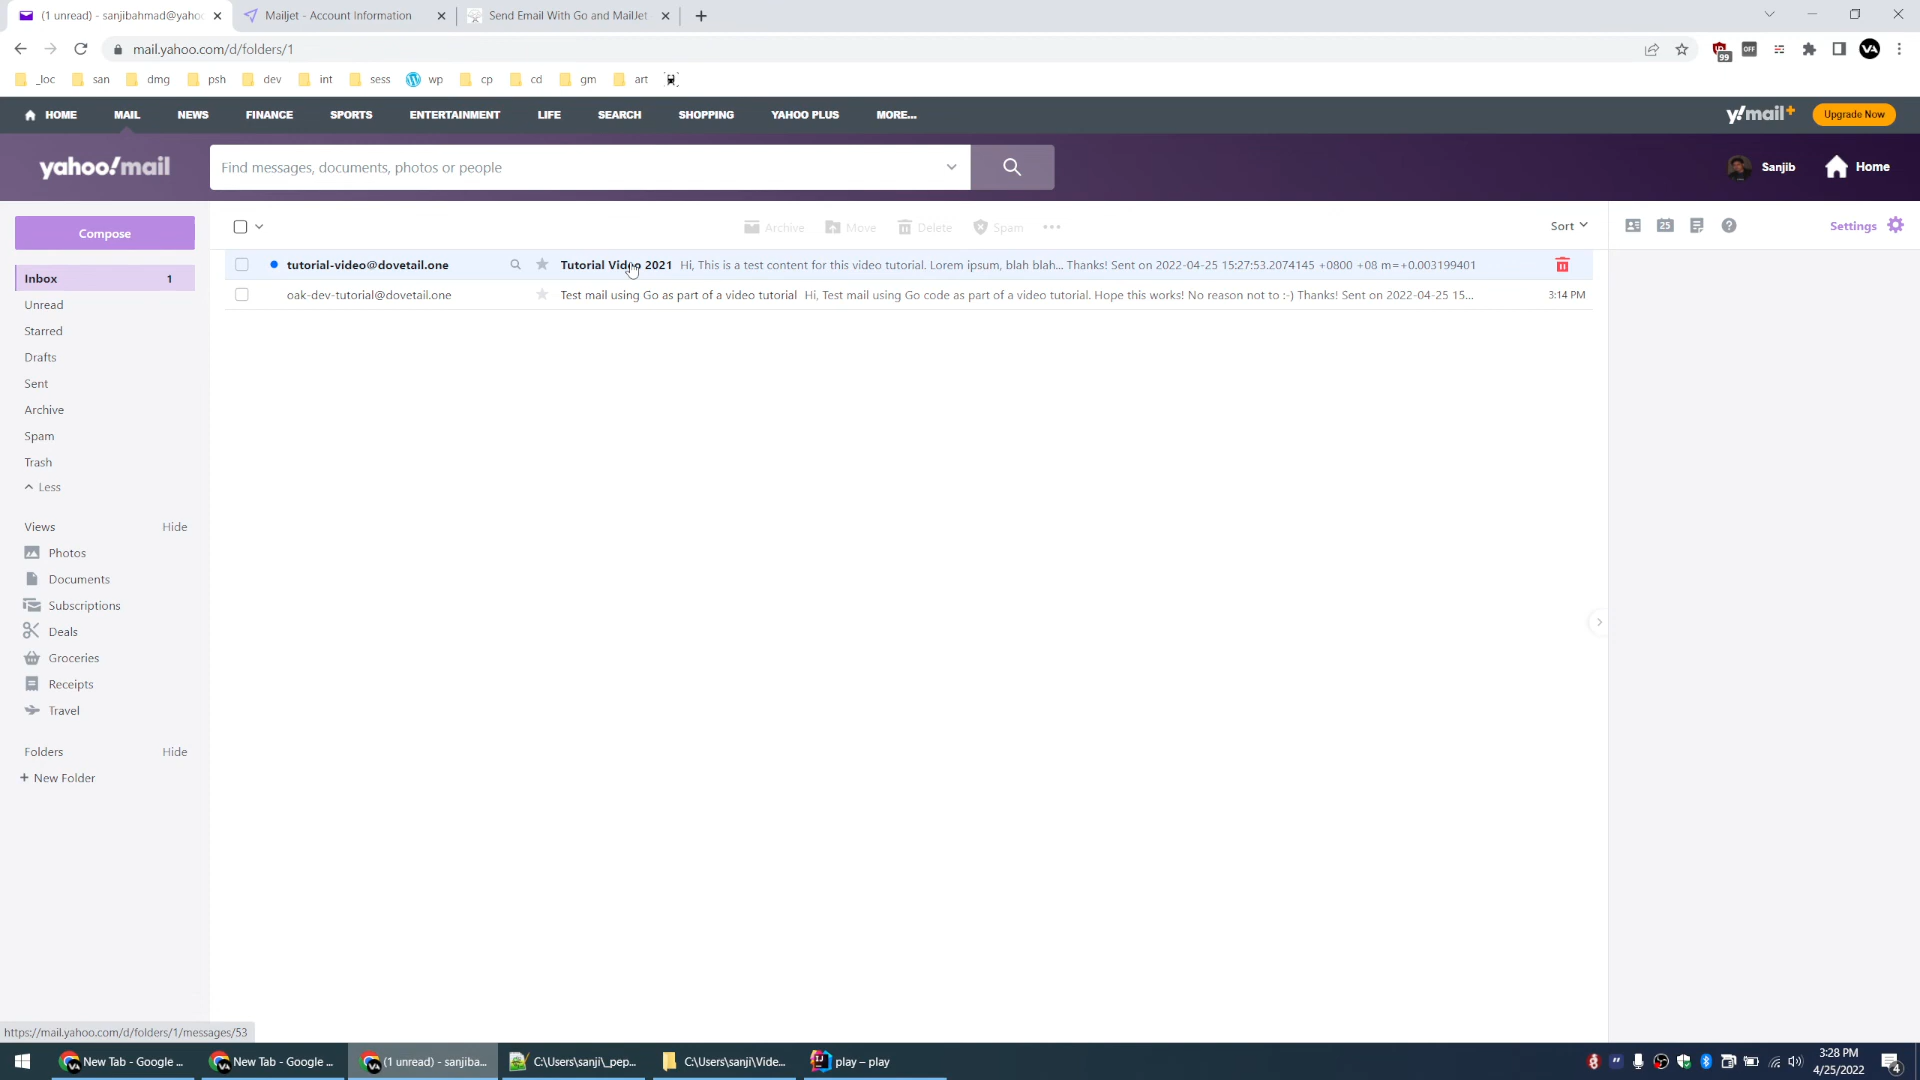 (1 unread) - sanjibahmad@yahoo
Mailjet - Account Information
Send Email With Go and MailJet
mail.yahoo.com/d/folders/1
99
OFF
VA
_loc
san
dmg
psh
dev
int
sess
wp
cp
cd
gm
art
HOME
MAIL
NEWS
FINANCE
SPORTS
ENTERTAINMENT
LIFE
SEARCH
SHOPPING
YAHOO PLUS
MORE...
y!mail+
Upgrade Now
yahoo!mail
Find messages, documents, photos or people
Sanjib
Home
Compose
Archive
Move
Delete
Spam
Sort
25
Settings
Inbox 1
tutorial-video@dovetail.one Tutorial Video 2021 Hi, This is a test content for this video tutorial. Lorem ipsum, blah blah... Thanks! Sent on 2022-04-25 15:27:53.2074145 +0800 +08 m=+0.003199401
oak-dev-tutorial@dovetail.one Test mail using Go as part of a video tutorial Hi, Test mail using Go code as part of a video tutorial. Hope this works! No reason not to :-) Thanks! Sent on 2022-04-25 15... 3:14 PM
Unread
Starred
Drafts
Sent
Archive
Spam
Trash
Less
Views Hide
Photos
Documents
Subscriptions
Deals
Groceries
Receipts
Travel
Folders Hide
+ New Folder
https://mail.yahoo.com/d/folders/1/messages/53
New Tab - Google ...
New Tab - Google ...
(1 unread) - sanjiba...
C:\Users\sanji\_pep...
C:\Users\sanji\Vide...
play – play
3:28 PM
4/25/2022
4